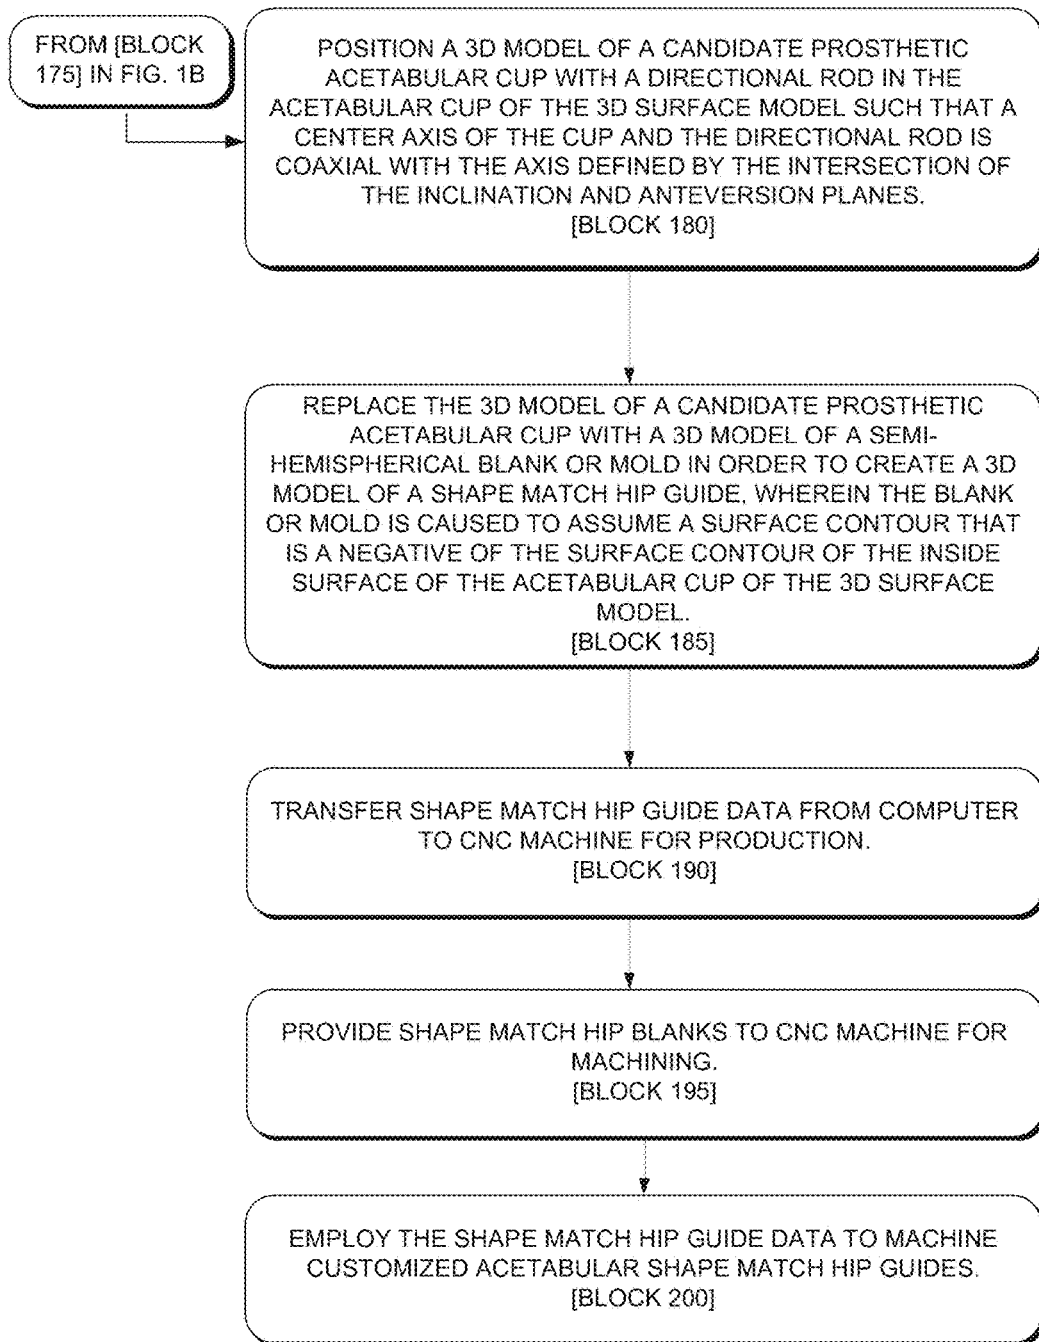 FROM [BLOCK
175] IN FIG. 1B
POSITION A 3D MODEL OF A CANDIDATE PROSTHETIC
ACETABULAR CUP WITH A DIRECTIONAL ROD IN THE
ACETABULAR CUP OF THE 3D SURFACE MODEL SUCH THAT A
CENTER AXIS OF THE CUP AND THE DIRECTIONAL ROD IS
COAXIAL WITH THE AXIS DEFINED BY THE INTERSECTION OF
THE INCLINATION AND ANTEVERSION PLANES.
[BLOCK 180]
REPLACE THE 3D MODEL OF A CANDIDATE PROSTHETIC
ACETABULAR CUP WITH A 3D MODEL OF A SEMI-
HEMISPHERICAL BLANK OR MOLD IN ORDER TO CREATE A 3D
MODEL OF A SHAPE MATCH HIP GUIDE, WHEREIN THE BLANK
OR MOLD IS CAUSED TO ASSUME A SURFACE CONTOUR THAT
IS A NEGATIVE OF THE SURFACE CONTOUR OF THE INSIDE
SURFACE OF THE ACETABULAR CUP OF THE 3D SURFACE
MODEL.
[BLOCK 185]
TRANSFER SHAPE MATCH HIP GUIDE DATA FROM COMPUTER
TO CNC MACHINE FOR PRODUCTION.
[BLOCK 190]
PROVIDE SHAPE MATCH HIP BLANKS TO CNC MACHINE FOR
MACHINING.
[BLOCK 195]
EMPLOY THE SHAPE MATCH HIP GUIDE DATA TO MACHINE
CUSTOMIZED ACETABULAR SHAPE MATCH HIP GUIDES.
[BLOCK 200]